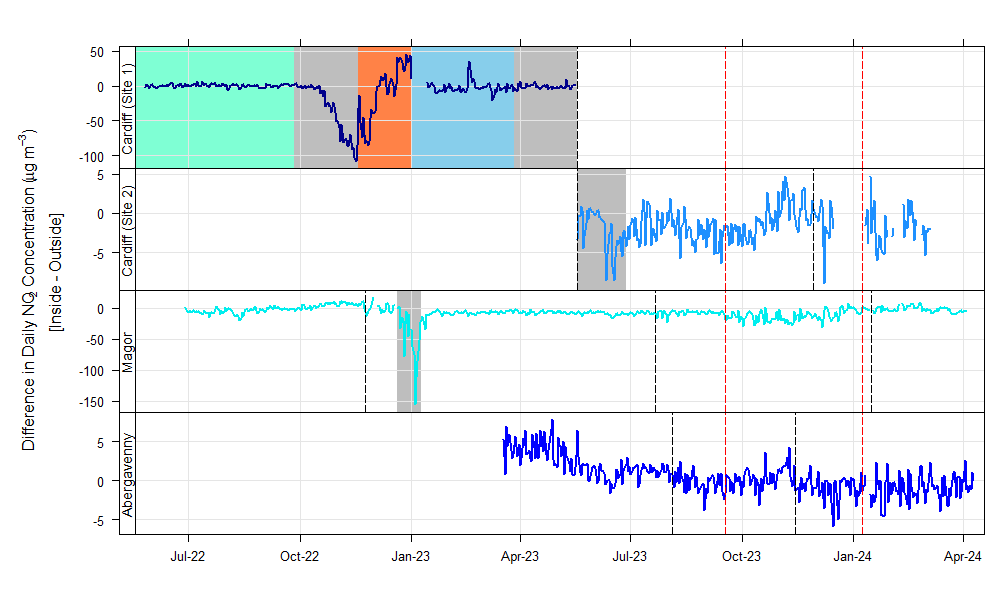 Difference in Daily NO2 Concentration (µg m−3)
[Inside - Outside]
Cardiff (Site 1)
50
0
-50
-100
Cardiff (Site 2)
5
0
-5
Magor
0
-50
-100
-150
Abergavenny
5
0
-5
Jul-22 Oct-22 Jan-23 Apr-23 Jul-23 Oct-23 Jan-24 Apr-24